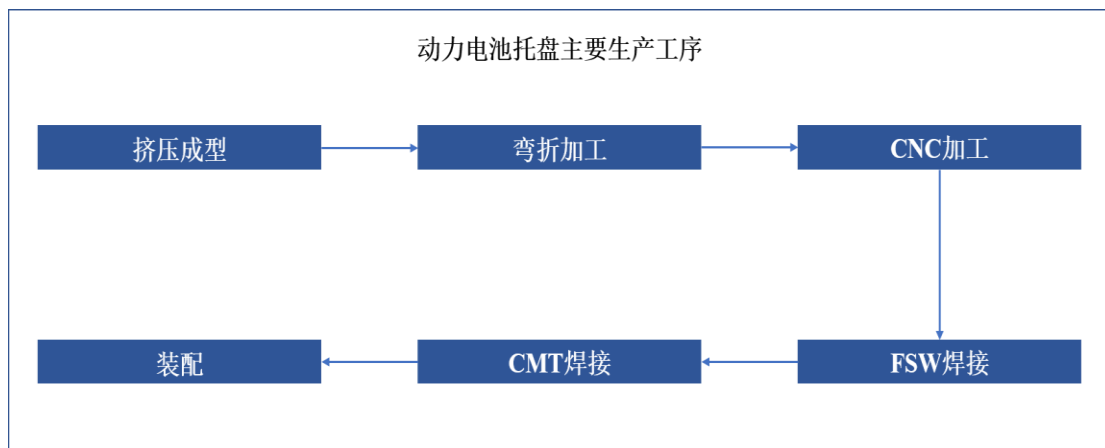 动力电池托盘主要生产工序
挤压成型
弯折加工
CNC加工
装配
CMT焊接
FSW焊接